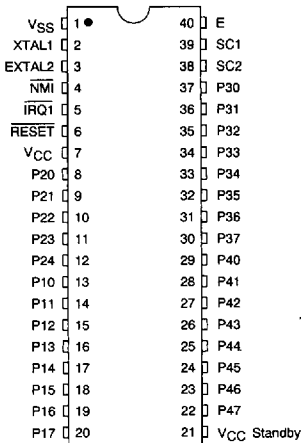 VSS 1 40 E
XTAL1 2 39 SC1
EXTAL2 3 38 SC2
NMI 4 37 P30
IRQ1 5 36 P31
RESET 6 35 P32
VCC 7 34 P33
P20 8 33 P34
P21 9 32 P35
P22 10 31 P36
P23 11 30 P37
P24 12 29 P40
P10 13 28 P41
P11 14 27 P42
P12 15 26 P43
P13 16 25 P44
P14 17 24 P45
P15 18 23 P46
P16 19 22 P47
P17 20 21 VCC Standby